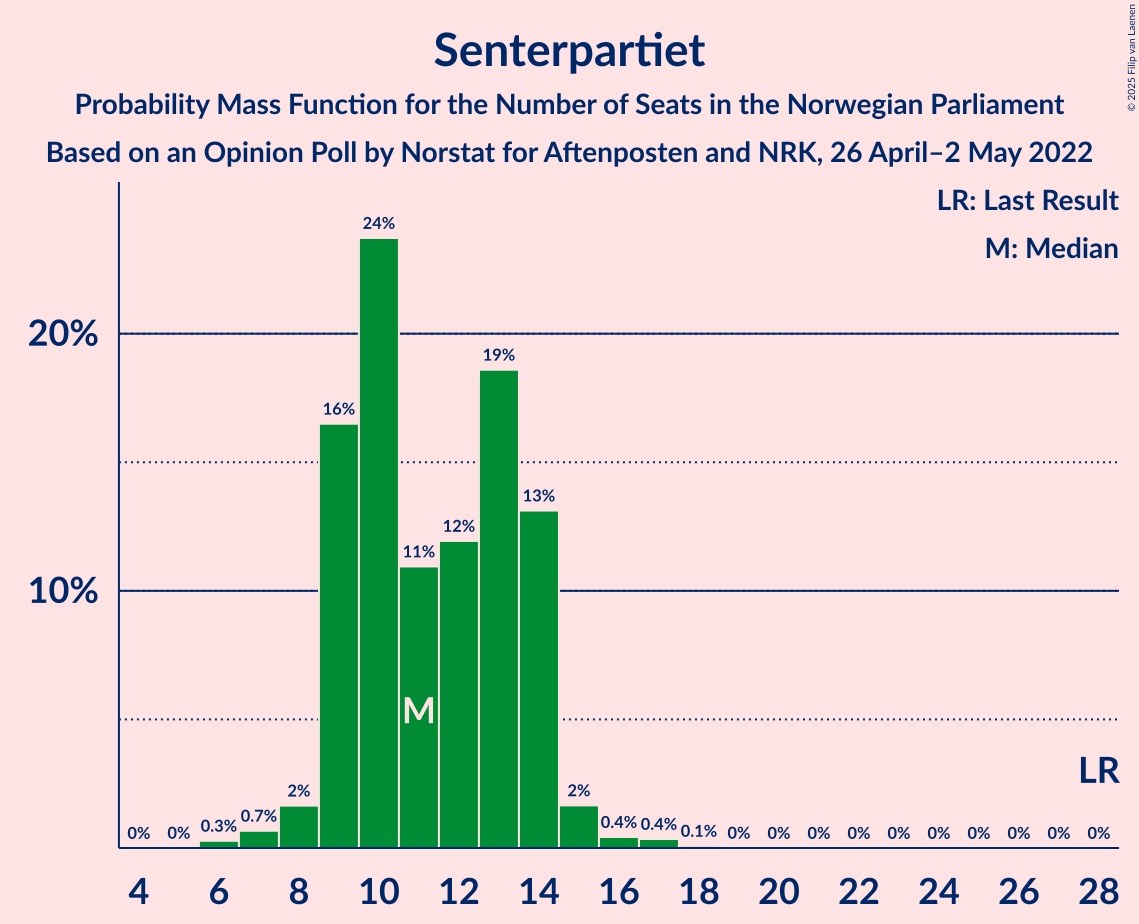 Senterpartiet
Probability Mass Function for the Number of Seats in the Norwegian Parliament
Based on an Opinion Poll by Norstat for Aftenposten and NRK, 26 April–2 May 2022
© 2025 Filip van Laenen
LR: Last Result
M: Median
24%
20%
19%
16%
13%
12%
11%
10%
M
LR
0% 0% 0.3% 0.7% 2% 2% 0.4% 0.4% 0.1% 0% 0% 0% 0% 0% 0% 0% 0% 0% 0%
4 6 8 10 12 14 16 18 20 22 24 26 28